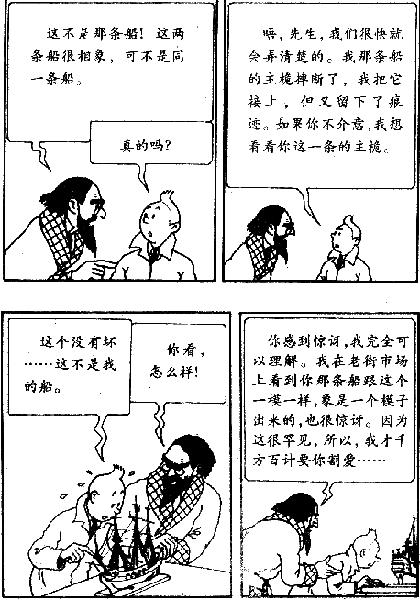 这不是那条船！这两
条船很相象，可不是同
一条船。
真的吗？
唔，先生，我们很快就
会弄清楚的。我那条船
的主桅摔断了，我把它
接上，但又留下了痕
迹。如果你不介意，我想
看看你这一条的主桅。
这个没有坏
……这不是我
的船。
你看，
怎么样！
你感到惊讶，我完全可
以理解。我在老街市场
上看到你那条船跟这个
一模一样，象是一个模子
出来的，也很惊讶。因为
这很罕见，所以，我才千
方百计要你割爱……